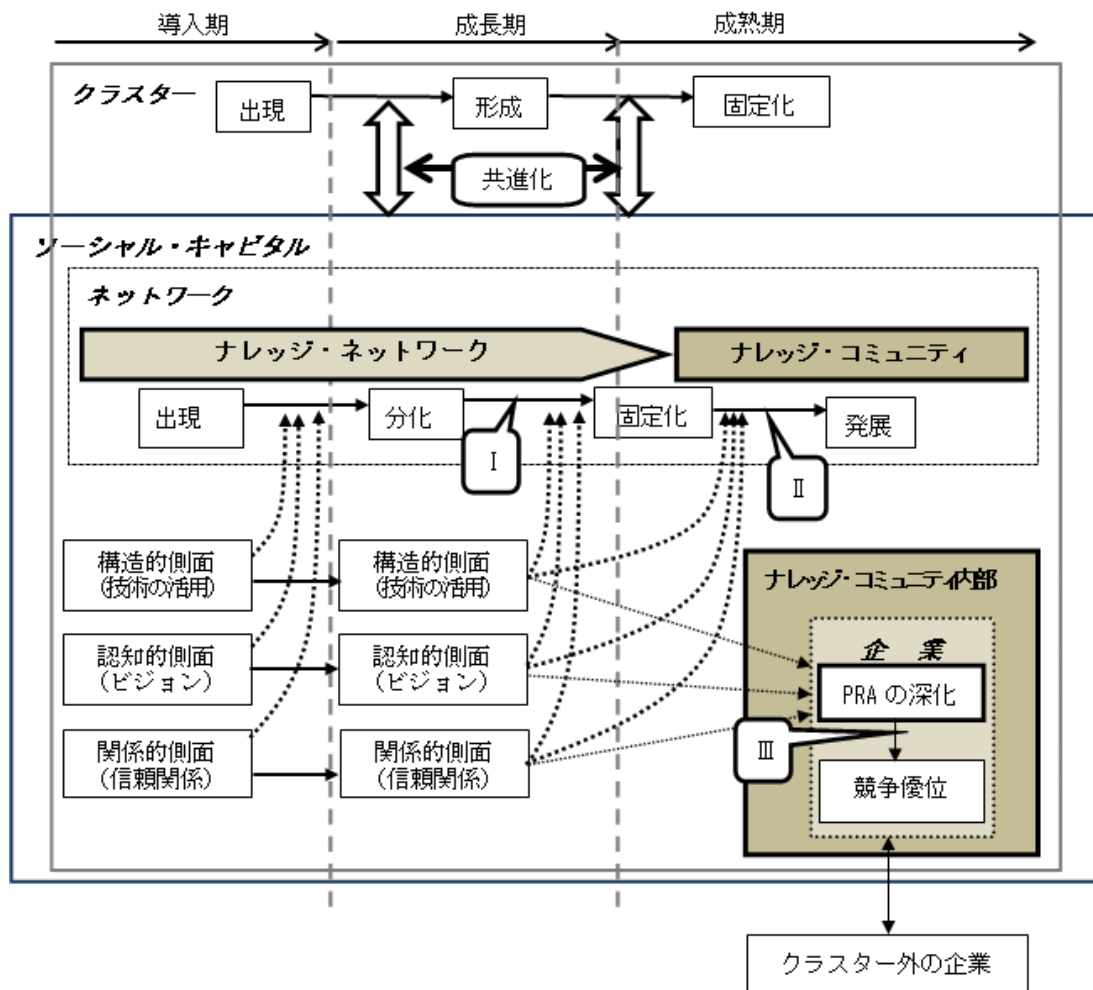 導入期
成長期
成熟期
クラスター
出現
形成
固定化
共進化
ソーシャル・キャピタル
ネットワーク
ナレッジ・ネットワーク
ナレッジ・コミュニティ
出現
分化
固定化
発展
Ⅰ
Ⅱ
構造的側面
(技術の活用)
構造的側面
(技術の活用)
認知的側面
(ビジョン)
認知的側面
(ビジョン)
関係的側面
(信頼関係)
関係的側面
(信頼関係)
ナレッジ・コミュニティ内部
企 業
PRA の深化
Ⅲ
競争優位
クラスター外の企業